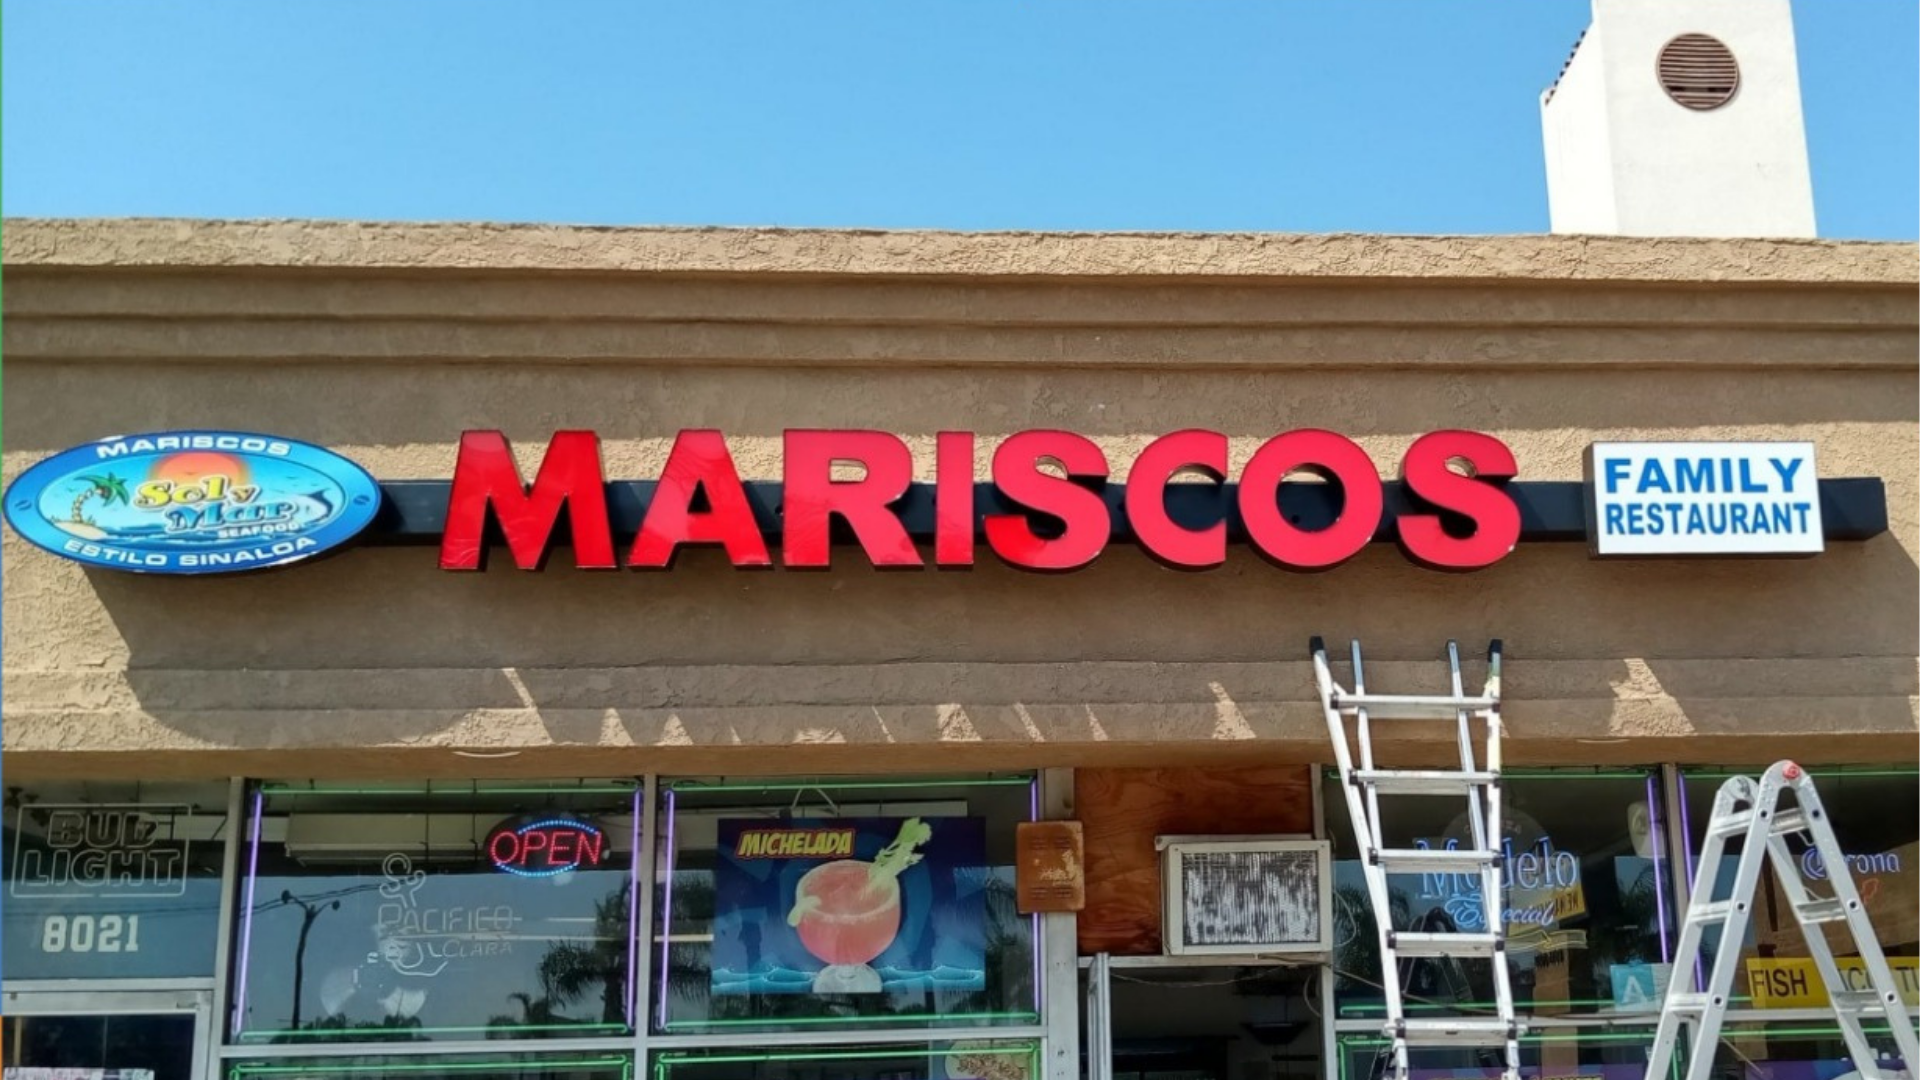 MARISCOS
Sol y
Mar
SEAFOOD
ESTILO SINALOA
MARISCOS
FAMILY
RESTAURANT
BUD
LIGHT
8021
OPEN
PACIFICO
CLARA
MICHELADA
Modelo
Especial
Corona
A
FISH